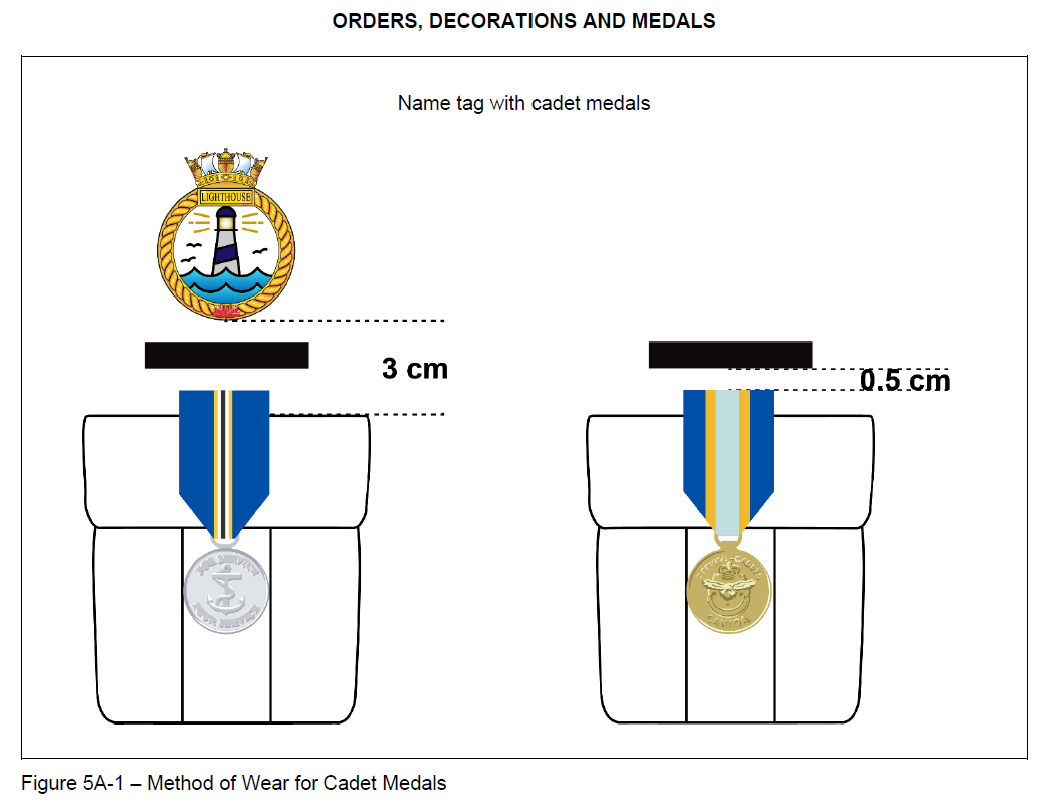 ORDERS, DECORATIONS AND MEDALS
Name tag with cadet medals
LIGHTHOUSE
3 cm
0.5 cm
CANADA
Figure 5A-1 – Method of Wear for Cadet Medals